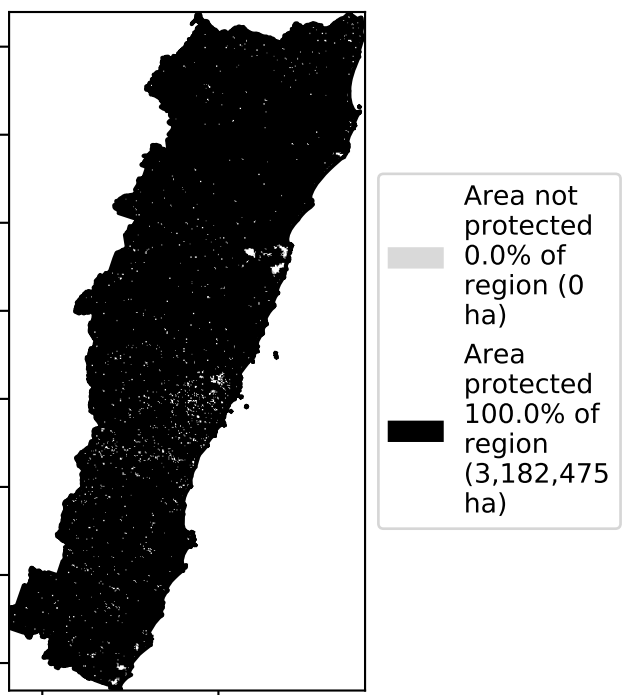 Area not
protected
0.0% of
region (0
ha)
Area
protected
100.0% of
region
(3,182,475
ha)